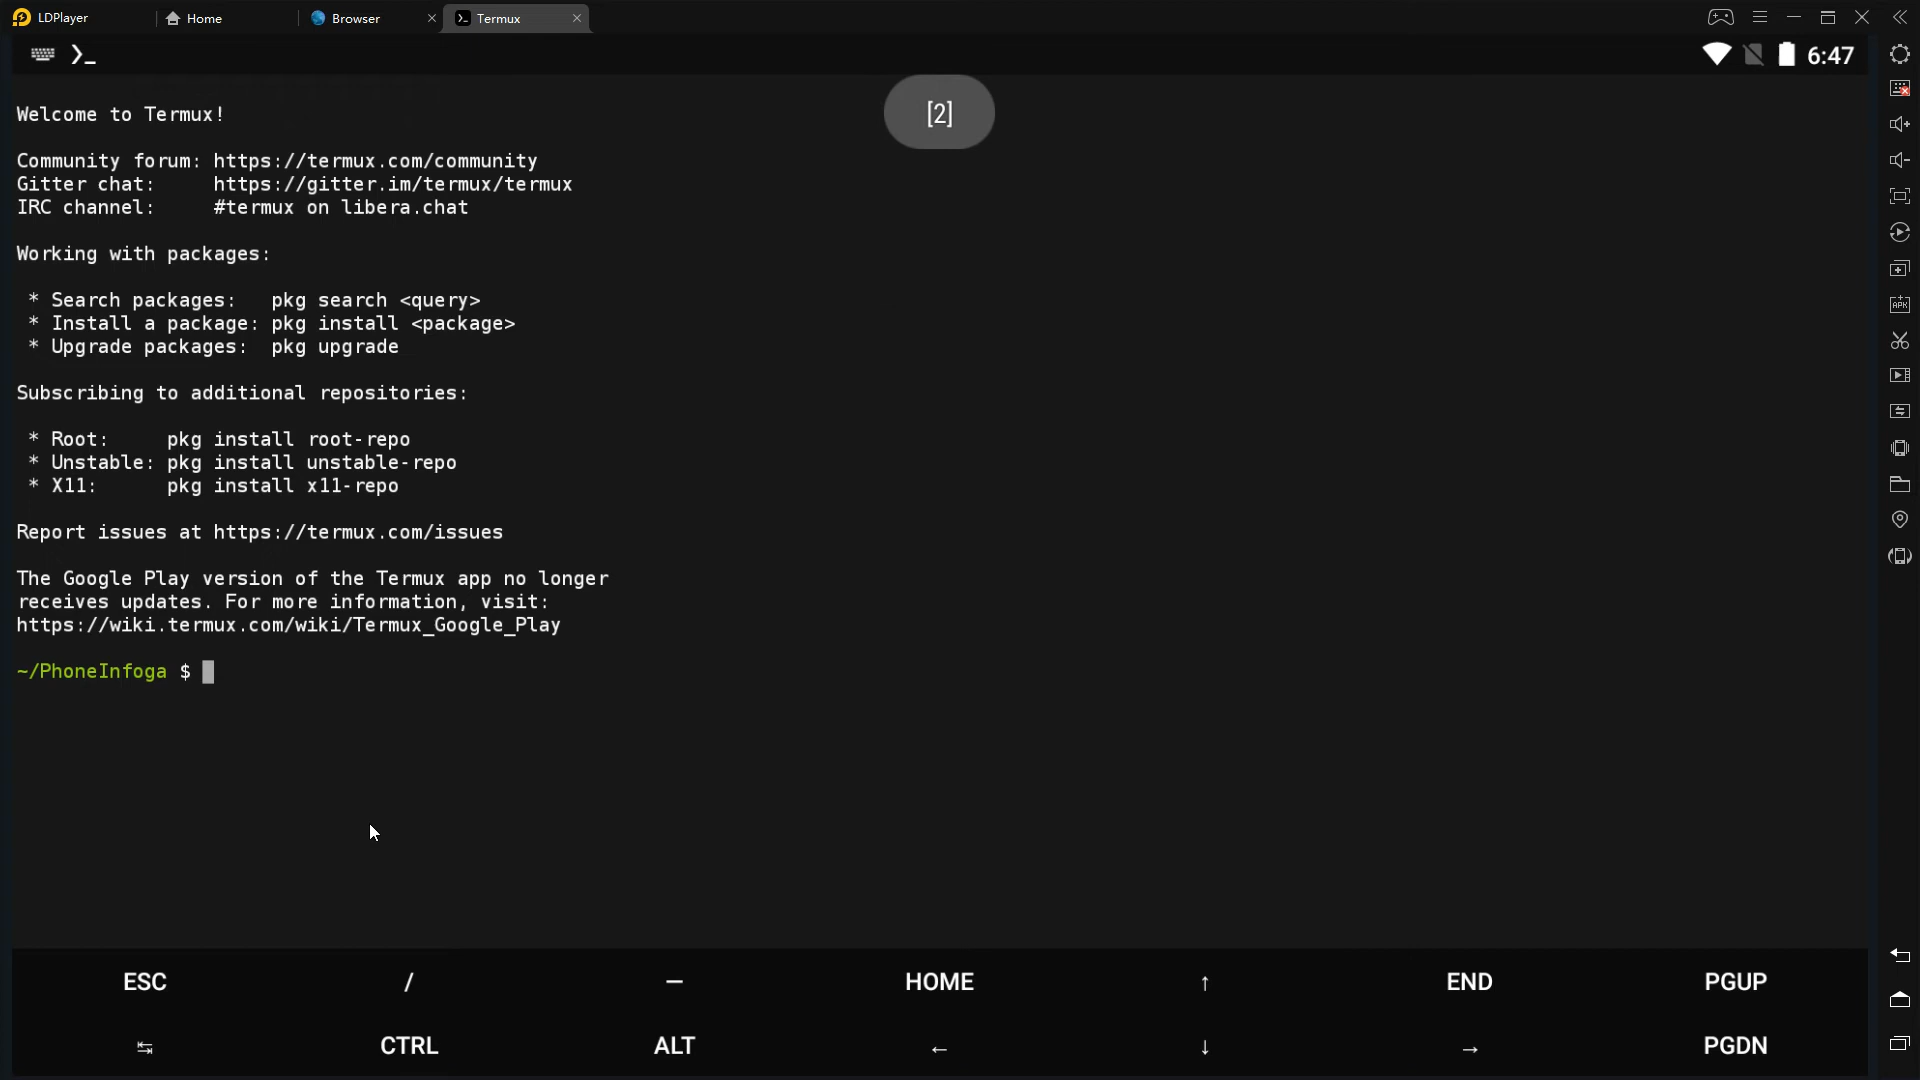 LDPlayer Home Browser Termux
6:47
[2]
Welcome to Termux!
Community forum: https://termux.com/community
Gitter chat: https://gitter.im/termux/termux
IRC channel: #termux on libera.chat
Working with packages:
* Search packages: pkg search <query>
* Install a package: pkg install <package>
* Upgrade packages: pkg upgrade
Subscribing to additional repositories:
* Root: pkg install root-repo
* Unstable: pkg install unstable-repo
* X11: pkg install x11-repo
Report issues at https://termux.com/issues
The Google Play version of the Termux app no longer
receives updates. For more information, visit:
https://wiki.termux.com/wiki/Termux_Google_Play
~/PhoneInfoga $
ESC / — HOME ↑ END PGUP
↹ CTRL ALT ← ↓ → PGDN
APK